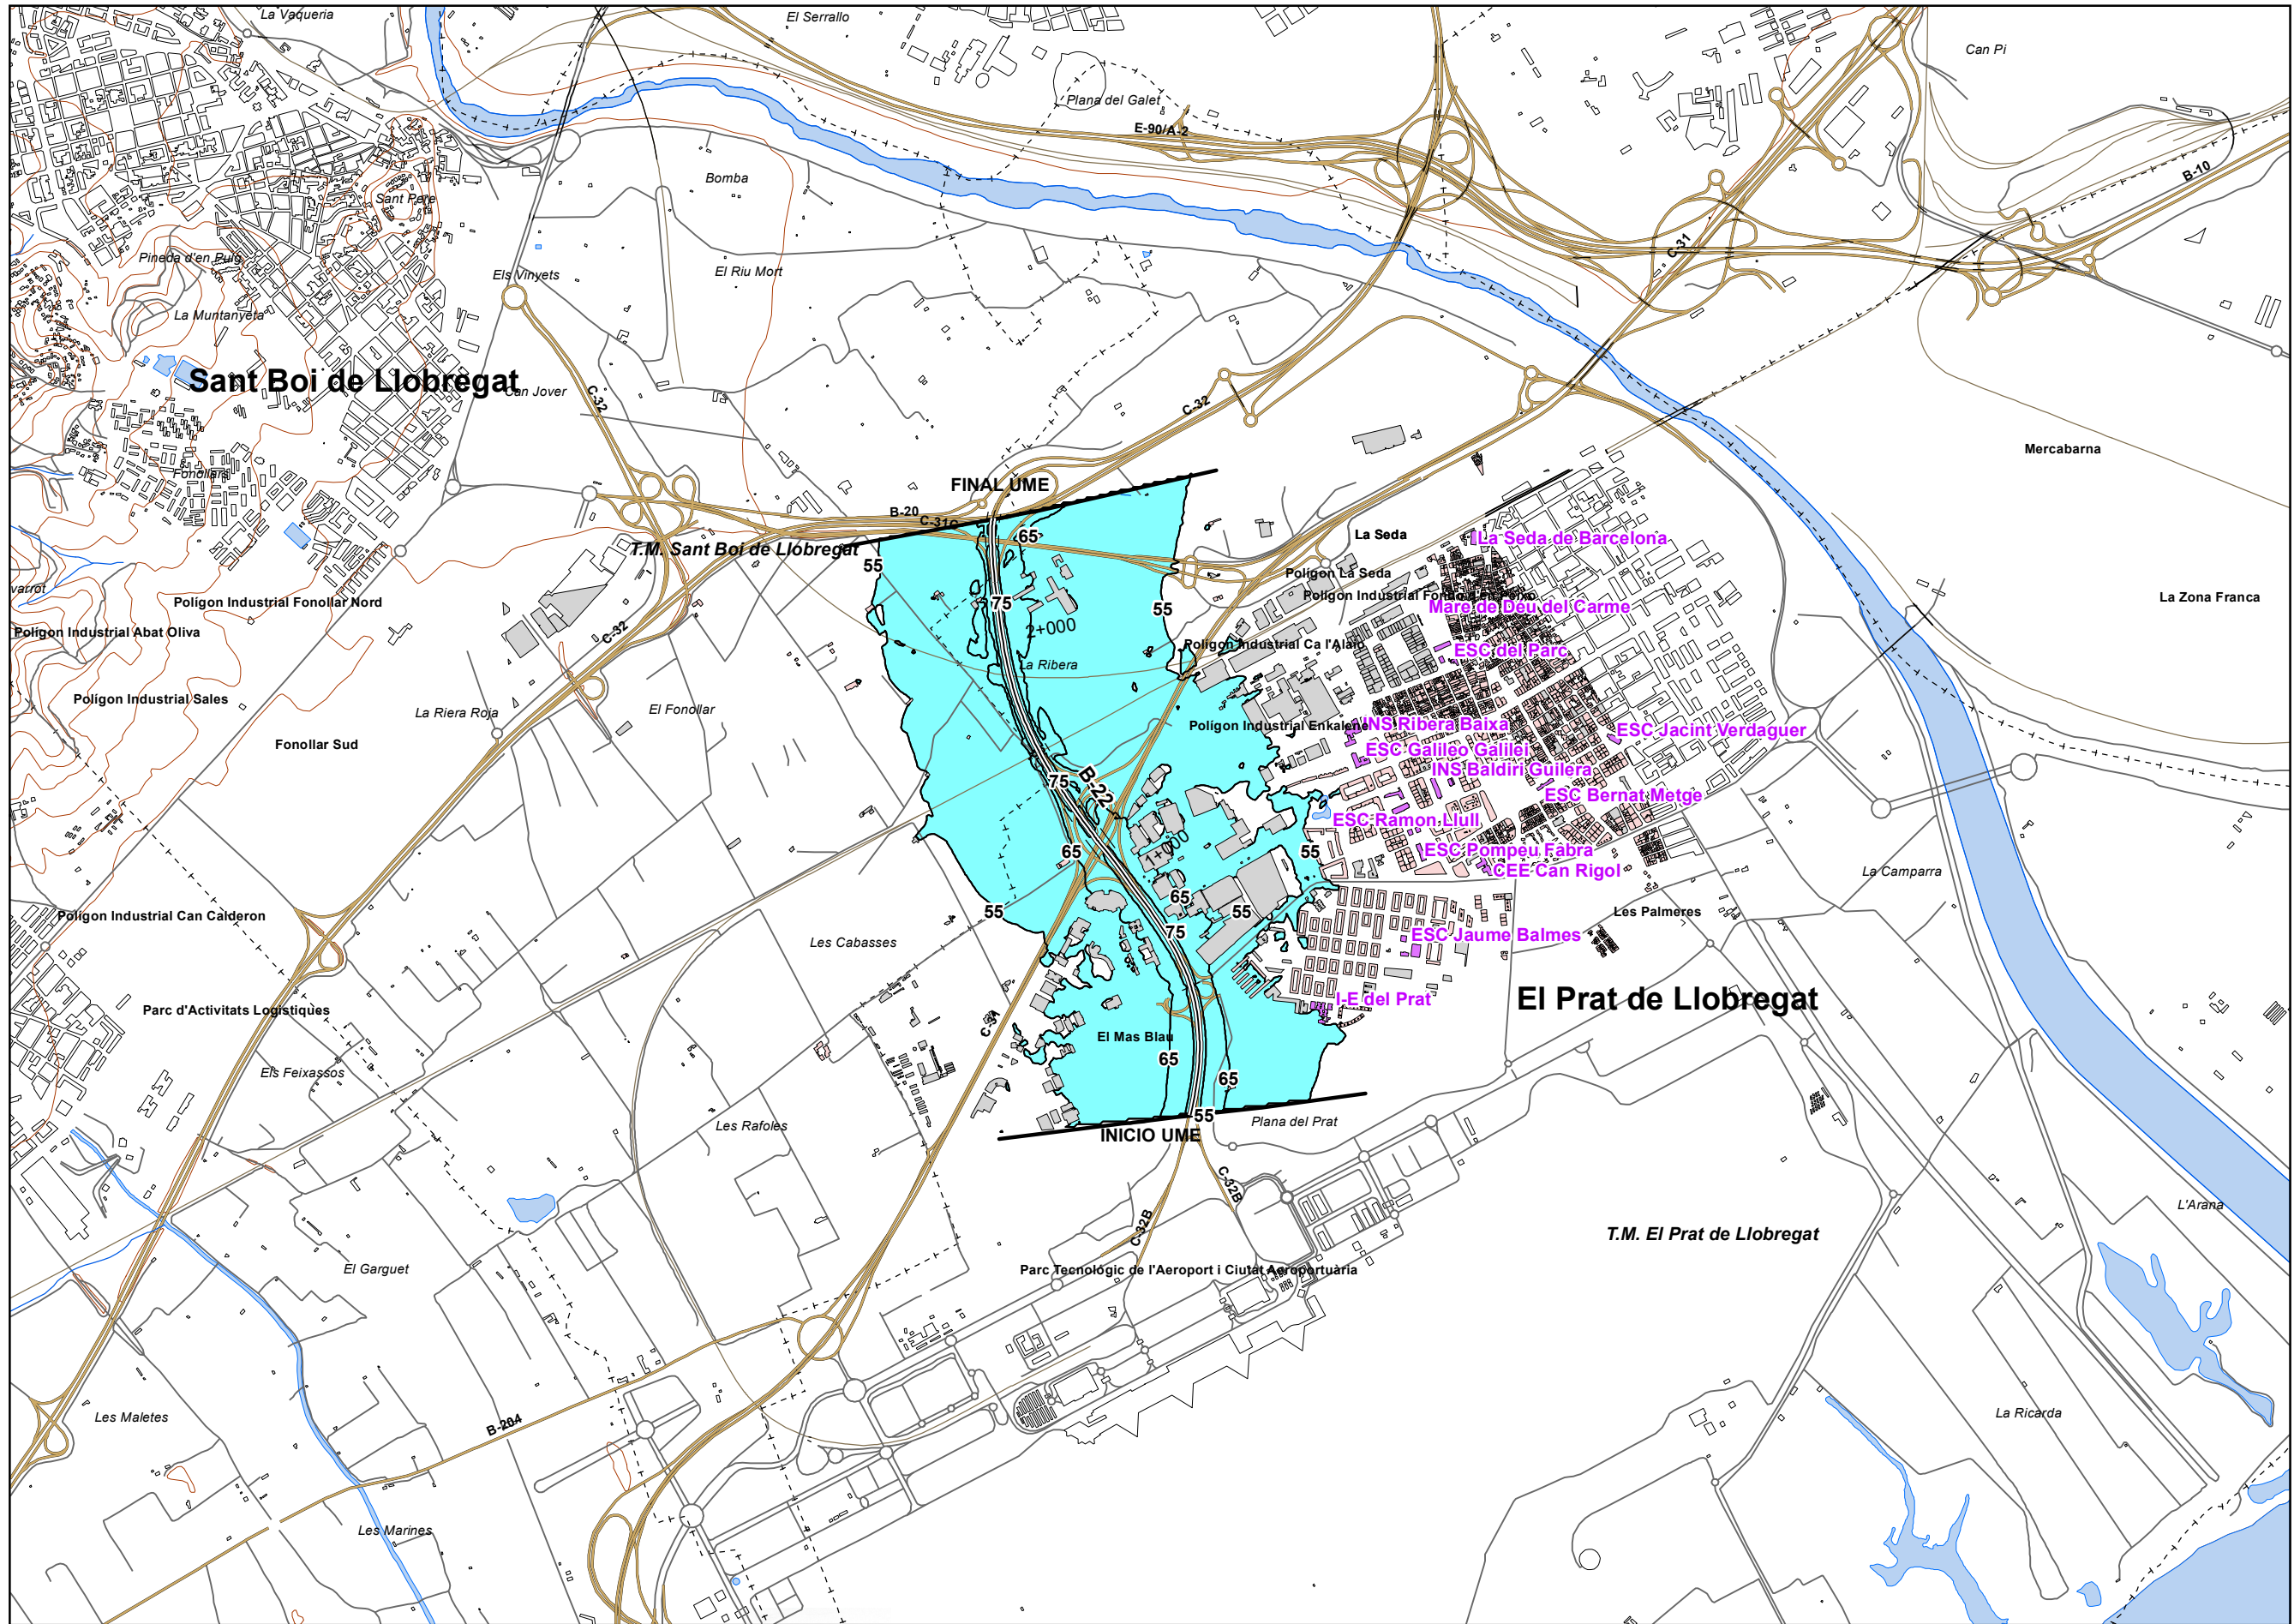 La Vaqueria
El Serrallo
Can Pi
Plana del Galet
E-90/A-2
B-10
Bomba
Sant Pere
C-31
Pineda d'en Puig
Els Vinyets
El Riu Mort
La Muntanyeta
Sant Boi de Llobregat
Can Jover
C-32
C-32
Mercabarna
Fonollars
FINAL UME
B-20
C-31C
65
La Seda
La Seda de Barcelona
T.M. Sant Boi de Llobregat
55
Polígon La Seda
Polígon Industrial Fondo d'en Peixo
La Zona Franca
Polígon Industrial Fonollar Nord
75
55
Mare de Déu del Carme
Polígon Industrial Abat Oliva
C-32
2+000
Polígon Industrial Ca l'Alaio
ESC del Parc
La Ribera
Polígon Industrial Sales
La Riera Roja
El Fonollar
Polígon Industrial Enkalene
INS Ribera Baixa
ESC Jacint Verdaguer
Fonollar Sud
ESC Galileo Galilei
INS Baldiri Guilera
75
B-22
ESC Bernat Metge
ESC Ramon Llull
65
1+000
55
ESC Pompeu Fabra
CEE Can Rigol
La Camparra
65
Polígon Industrial Can Calderon
55
55
Les Palmeres
75
ESC Jaume Balmes
Les Cabasses
I-E del Prat
El Prat de Llobregat
Parc d'Activitats Logístiques
C-31
El Mas Blau
65
Els Feixassos
65
55
Les Rafoles
Plana del Prat
INICIO UME
C-32B
C-32B
L'Arana
T.M. El Prat de Llobregat
El Garguet
Parc Tecnològic de l'Aeroport i Ciutat Aeroportuària
Les Maletes
B-204
La Ricarda
Les Marines